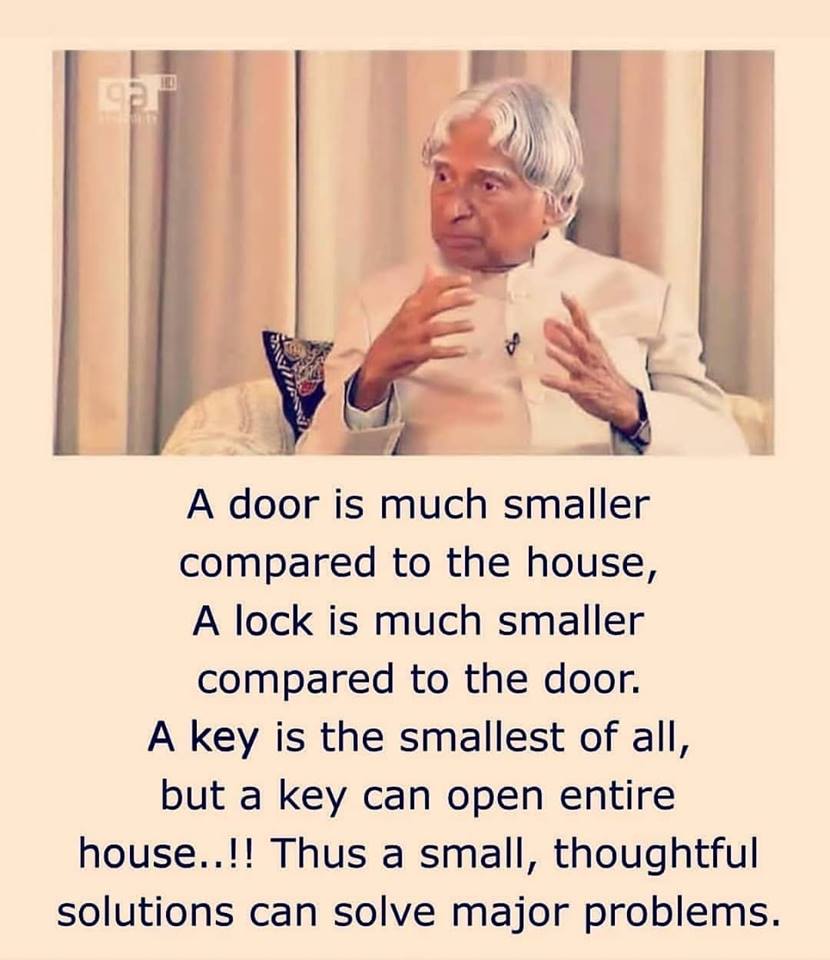 A door is much smaller
compared to the house,
A lock is much smaller
compared to the door.
A key is the smallest of all,
but a key can open entire
house..!! Thus a small, thoughtful
solutions can solve major problems.